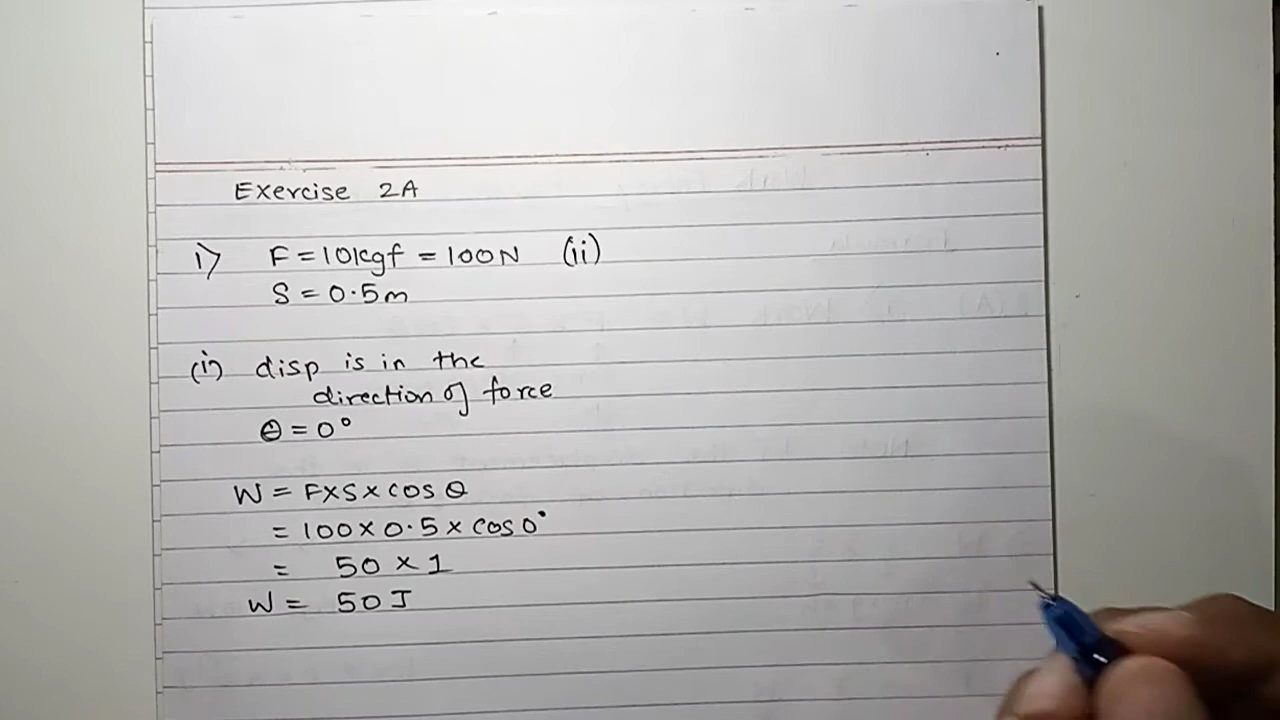 Exercise 2A
1) F = 10kgf = 100N (ii)
S = 0.5m
(i) disp is in the
direction of force
θ = 0°
W = F×S×cos θ
= 100 × 0.5 × cos 0°
= 50 × 1
W = 50J